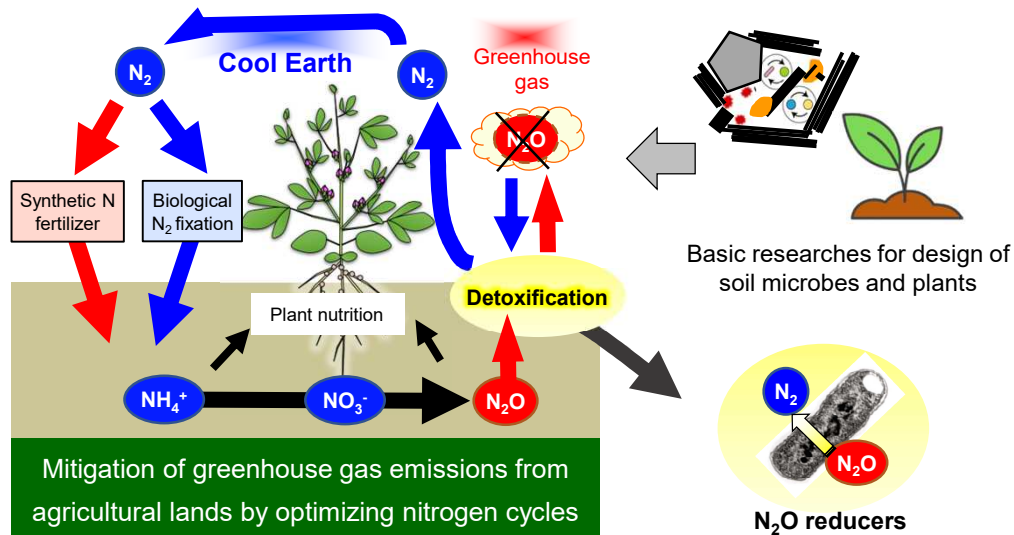 Cool Earth
Greenhouse
gas
N₂
N₂
N₂O
Synthetic N
fertilizer
Biological
N₂ fixation
Basic researches for design of
soil microbes and plants
Detoxification
Plant nutrition
NH₄⁺
NO₃⁻
N₂O
N₂
N₂O
Mitigation of greenhouse gas emissions from
agricultural lands by optimizing nitrogen cycles
N₂O reducers